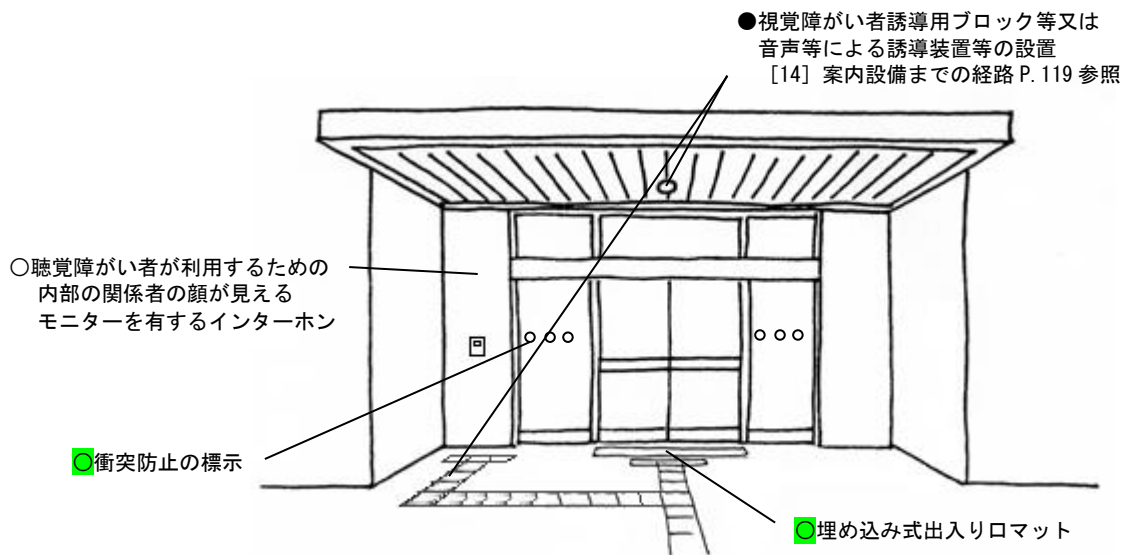 ●視覚障がい者誘導用ブロック等又は
音声等による誘導装置等の設置
［14］案内設備までの経路 P.119 参照
○聴覚障がい者が利用するための
内部の関係者の顔が見える
モニターを有するインターホン
○衝突防止の標示
○埋め込み式出入り口マット